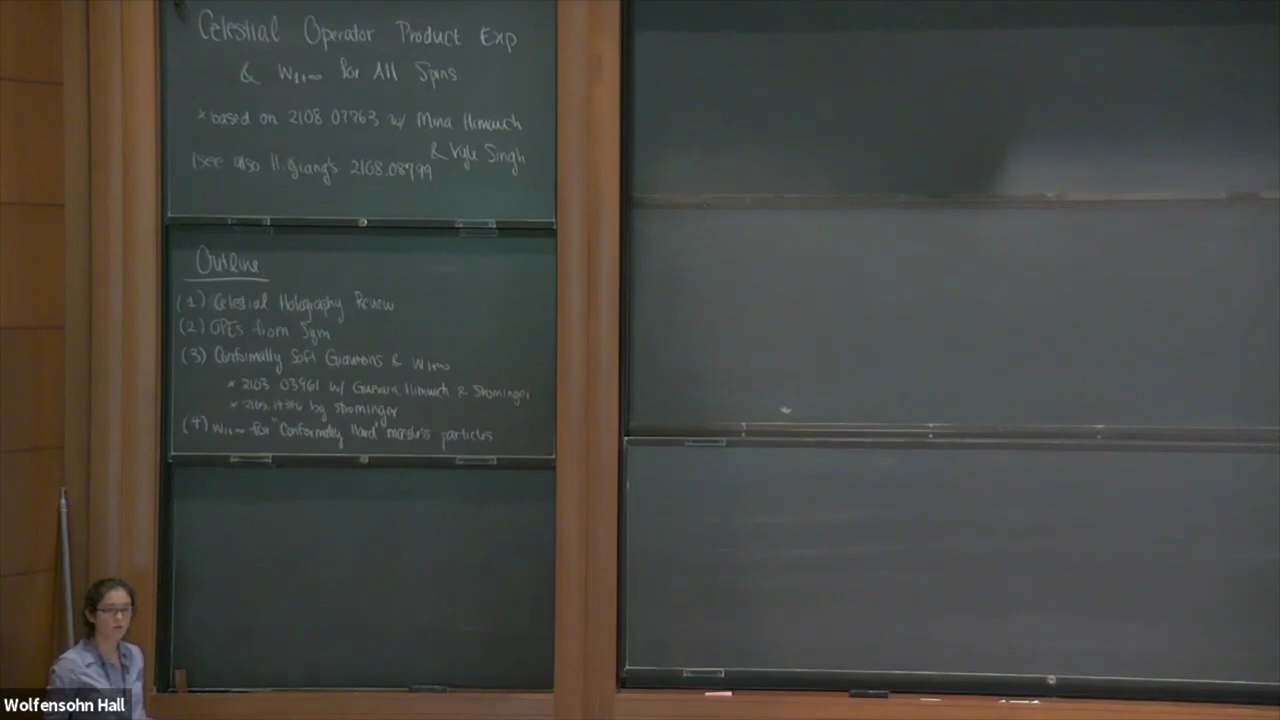 Celestial Operator Product Exp
& W1+∞ for All Spins
* based on 2108.07763 w/ Mina Himwich
& Kyle Singh
(see also H. Jiang's 2108.08799
Outline
(1) Celestial Holography Review
(2) OPEs from Sym.
(3) Conformally Soft Gravitons & W1+∞
* 2103.03961 w/ Guevara, Himwich & Strominger
* by Strominger
(4) W1+∞ for "Conformally Hard" massless particles
Wolfensohn Hall